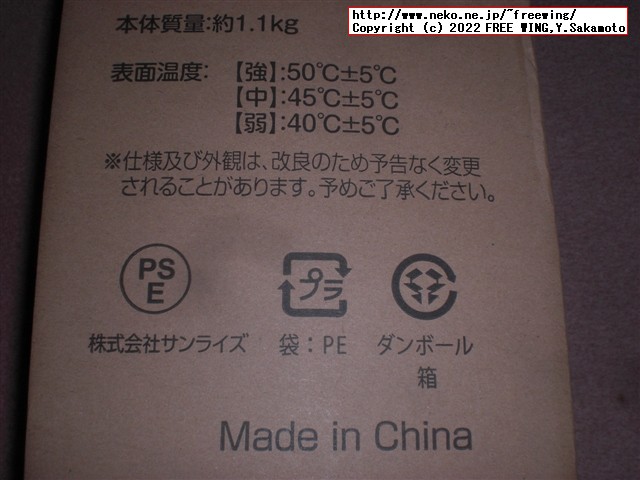 http://www.neko.ne.jp/~freewing/
Copyright (c) 2022 FREE WING,Y.Sakamoto
本体質量:約1.1kg
表面温度: 【強】:50℃±5℃
【中】:45℃±5℃
【弱】:40℃±5℃
※仕様及び外観は、改良のため予告なく変更
されることがあります。予めご了承ください。
PS
E
プラ
株式会社サンライズ 袋:PE ダンボール
箱
Made in China